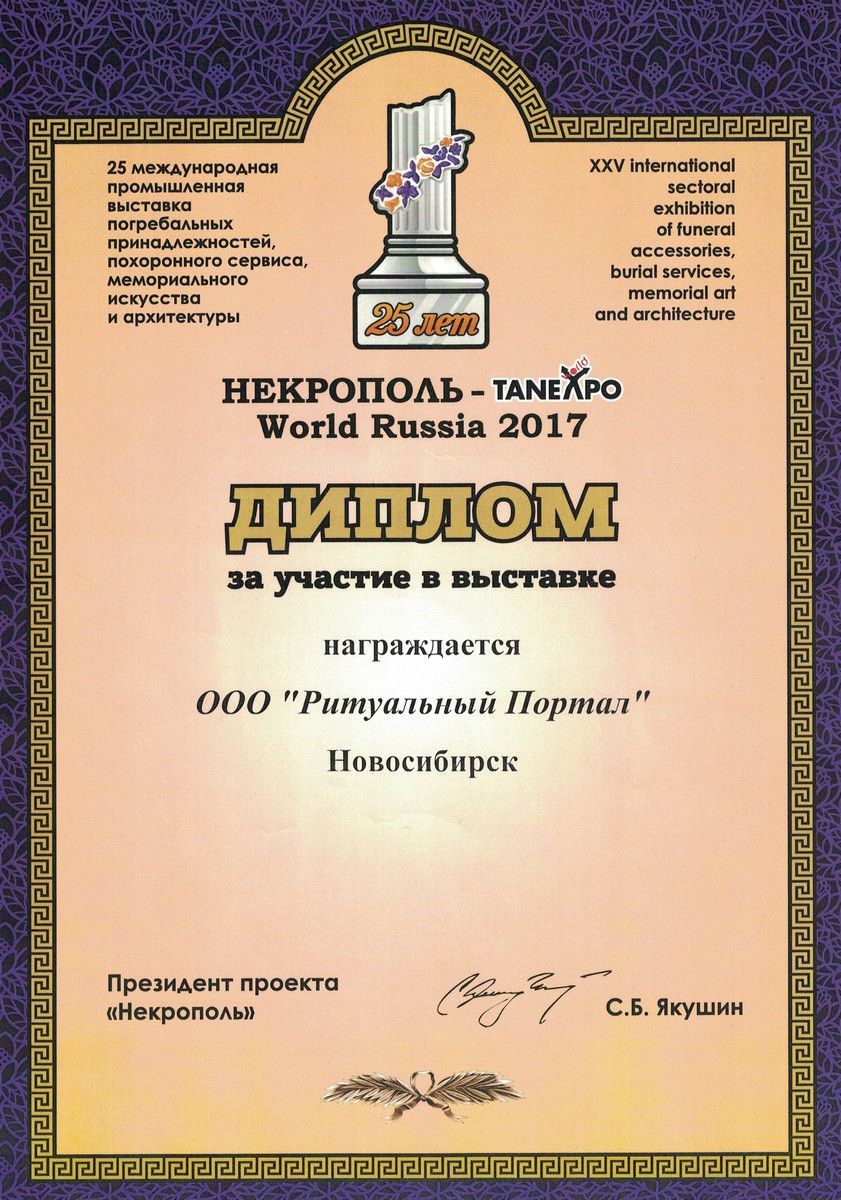 25 международная
промышленная
выставка
погребальных
принадлежностей,
похоронного сервиса,
мемориального
искусства
и архитектуры
XXV international
sectoral
exhibition
of funeral
accessories,
burial services,
memorial art
and architecture
25 лет
НЕКРОПОЛЬ - TANEXPO World
World Russia 2017
ДИПЛОМ
за участие в выставке
награждается
ООО "Ритуальный Портал"
Новосибирск
Президент проекта
«Некрополь»
С.Б. Якушин